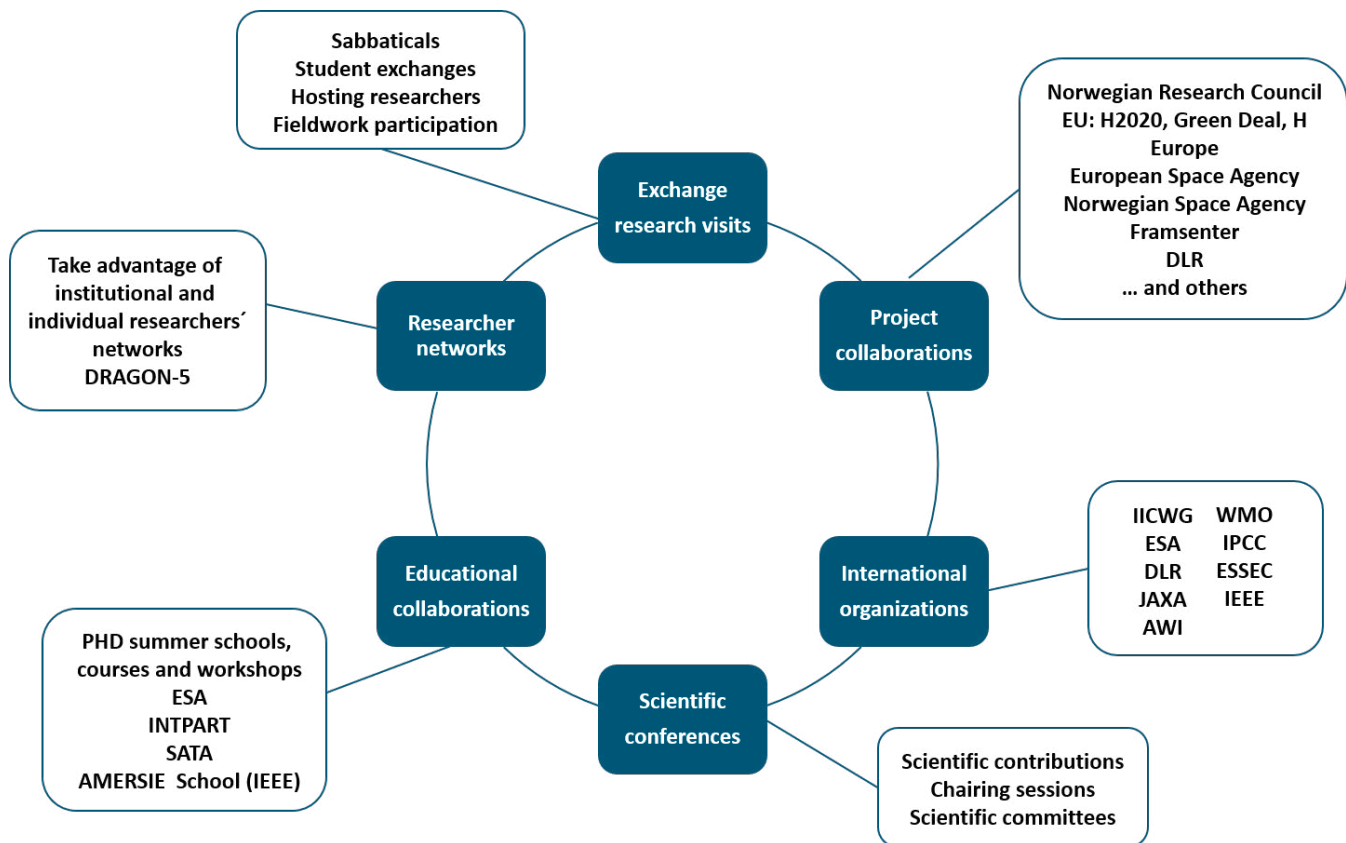 Sabbaticals
Student exchanges
Hosting researchers
Fieldwork participation
Exchange
research visits
Norwegian Research Council
EU: H2020, Green Deal, H
Europe
European Space Agency
Norwegian Space Agency
Framsenter
DLR
... and others
Take advantage of
institutional and
individual researchers´
networks
DRAGON-5
Researcher
networks
Project
collaborations
Educational
collaborations
International
organizations
IICWG WMO
ESA IPCC
DLR ESSEC
JAXA IEEE
AWI
PHD summer schools,
courses and workshops
ESA
INTPART
SATA
AMERSIE School (IEEE)
Scientific
conferences
Scientific contributions
Chairing sessions
Scientific committees